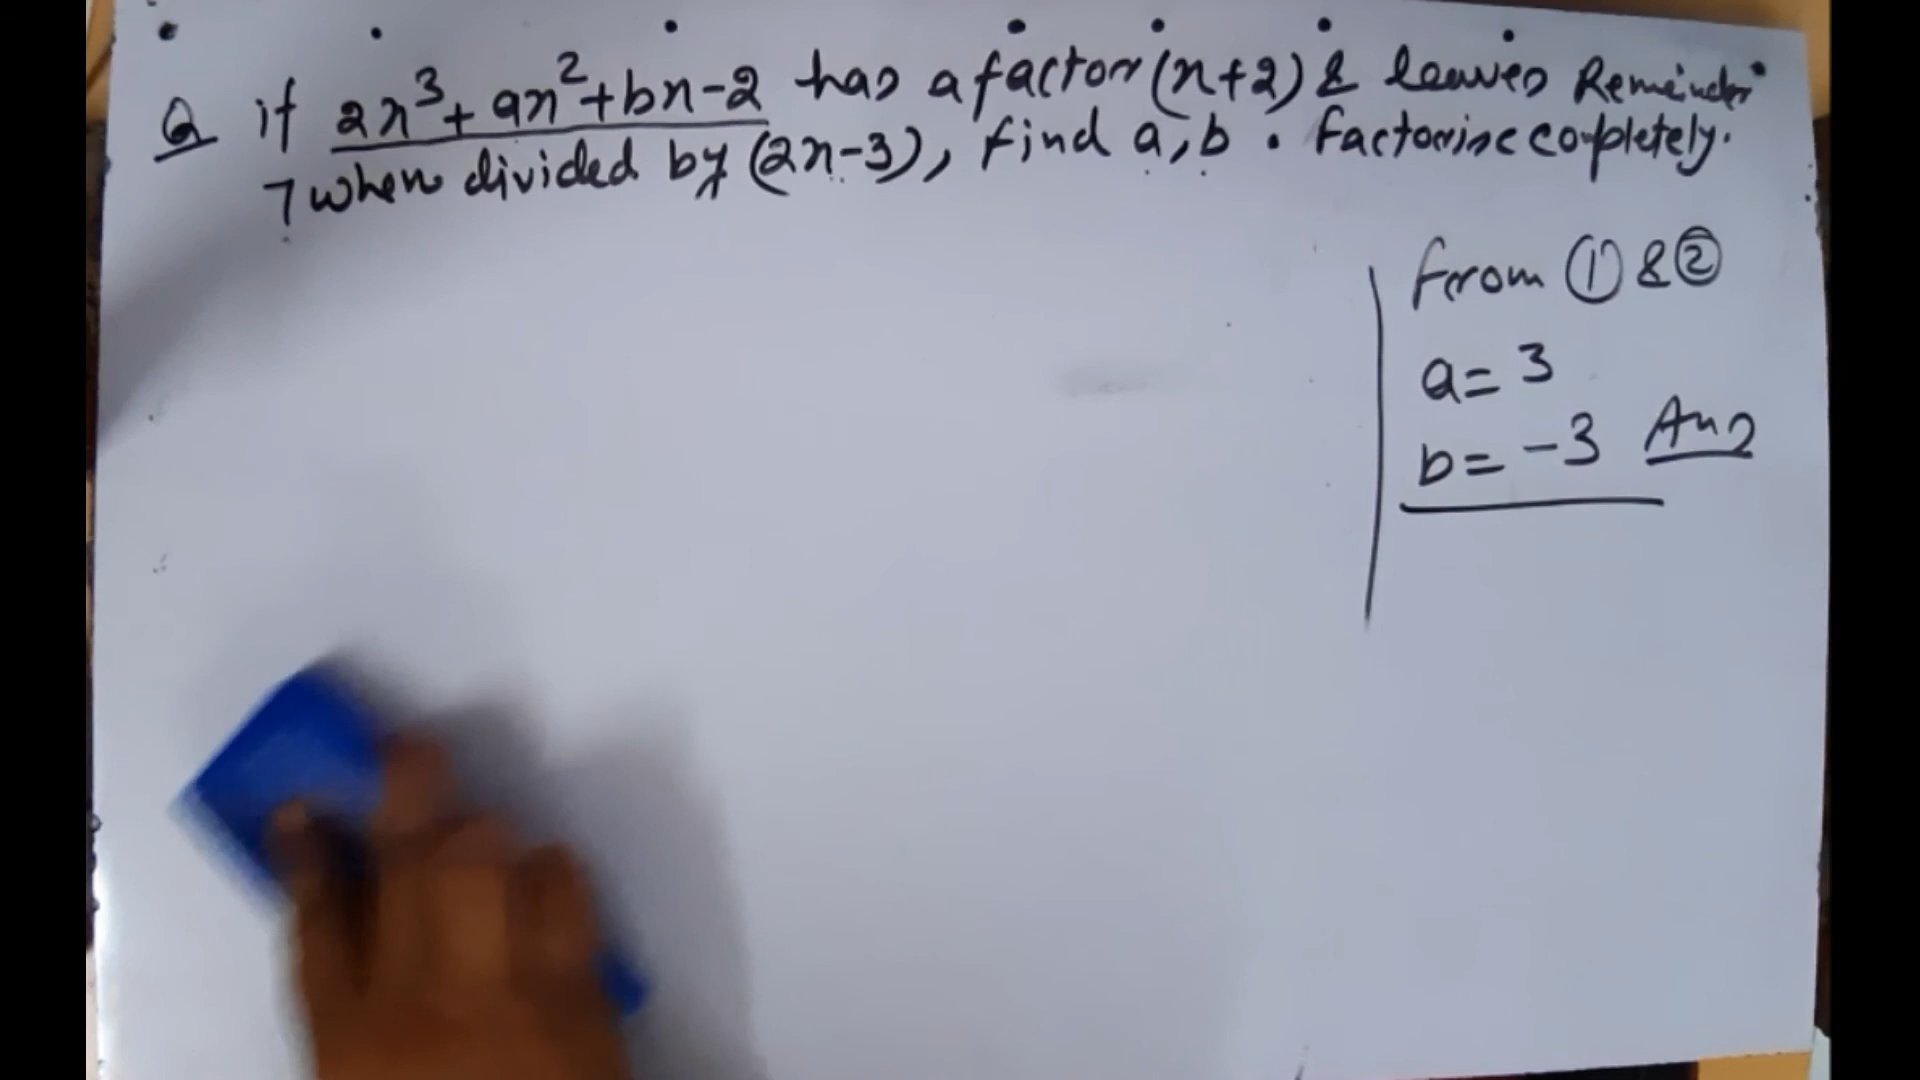 Q if 2x³+ax²+bx-2 has a factor (x+2) & leaves Remeinder
7 when divided by (2x-3), find a,b . Factorise completely.
From ① & ②
a= 3
b= -3 Ans